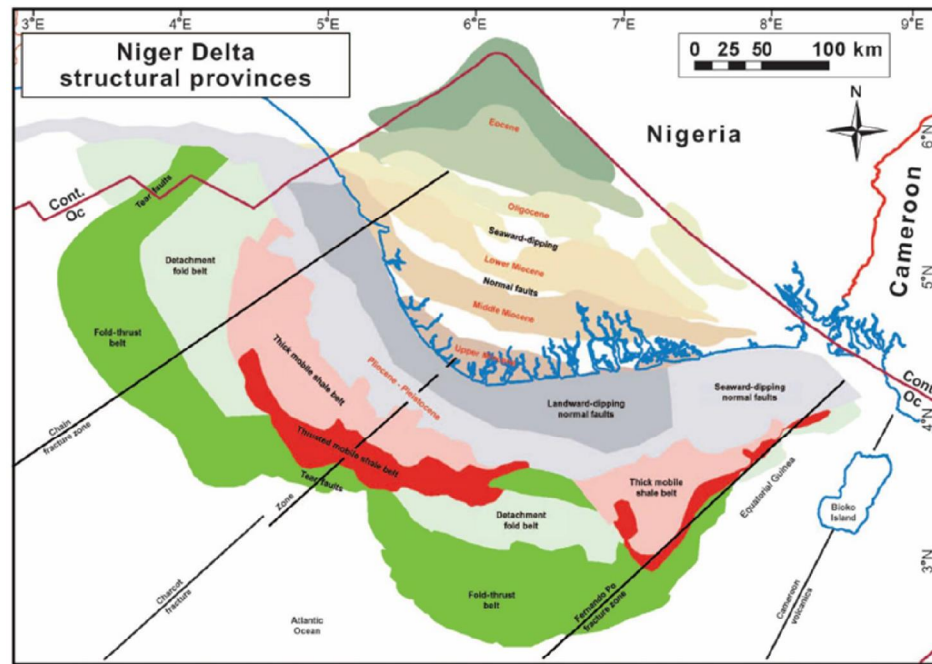 3°E
4°E
5°E
6°E
7°E
8°E
9°E
Niger Delta
structural provinces
0 25 50 100 km
N
Nigeria
Cameroon
6°N
5°N
4°N
3°N
Eocene
Oligocene
Seaward-dipping
Lower Miocene
Normal faults
Middle Miocene
Cont.
Oc
Tear faults
Detachment
fold belt
Fold-thrust
belt
Thick mobile shale belt
Pliocene - Pleistocene
Landward-dipping
normal faults
Seaward-dipping
normal faults
Cont.
Oc
Chain
fracture zone
Thrusted mobile shale belt
Tear faults
Zone
Detachment
fold belt
Thick mobile
shale belt
Equatorial Guinea
Bioko
Island
Charcot
fracture
Fold-thrust
belt
Fernando Po
fracture zone
Cameroon
volcanics
Atlantic
Ocean